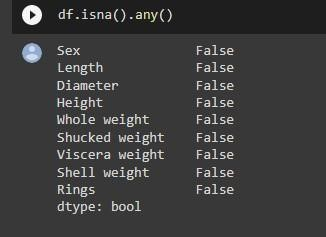 df.isna().any()
Sex False
Length False
Diameter False
Height False
Whole weight False
Shucked weight False
Viscera weight False
Shell weight False
Rings False
dtype: bool